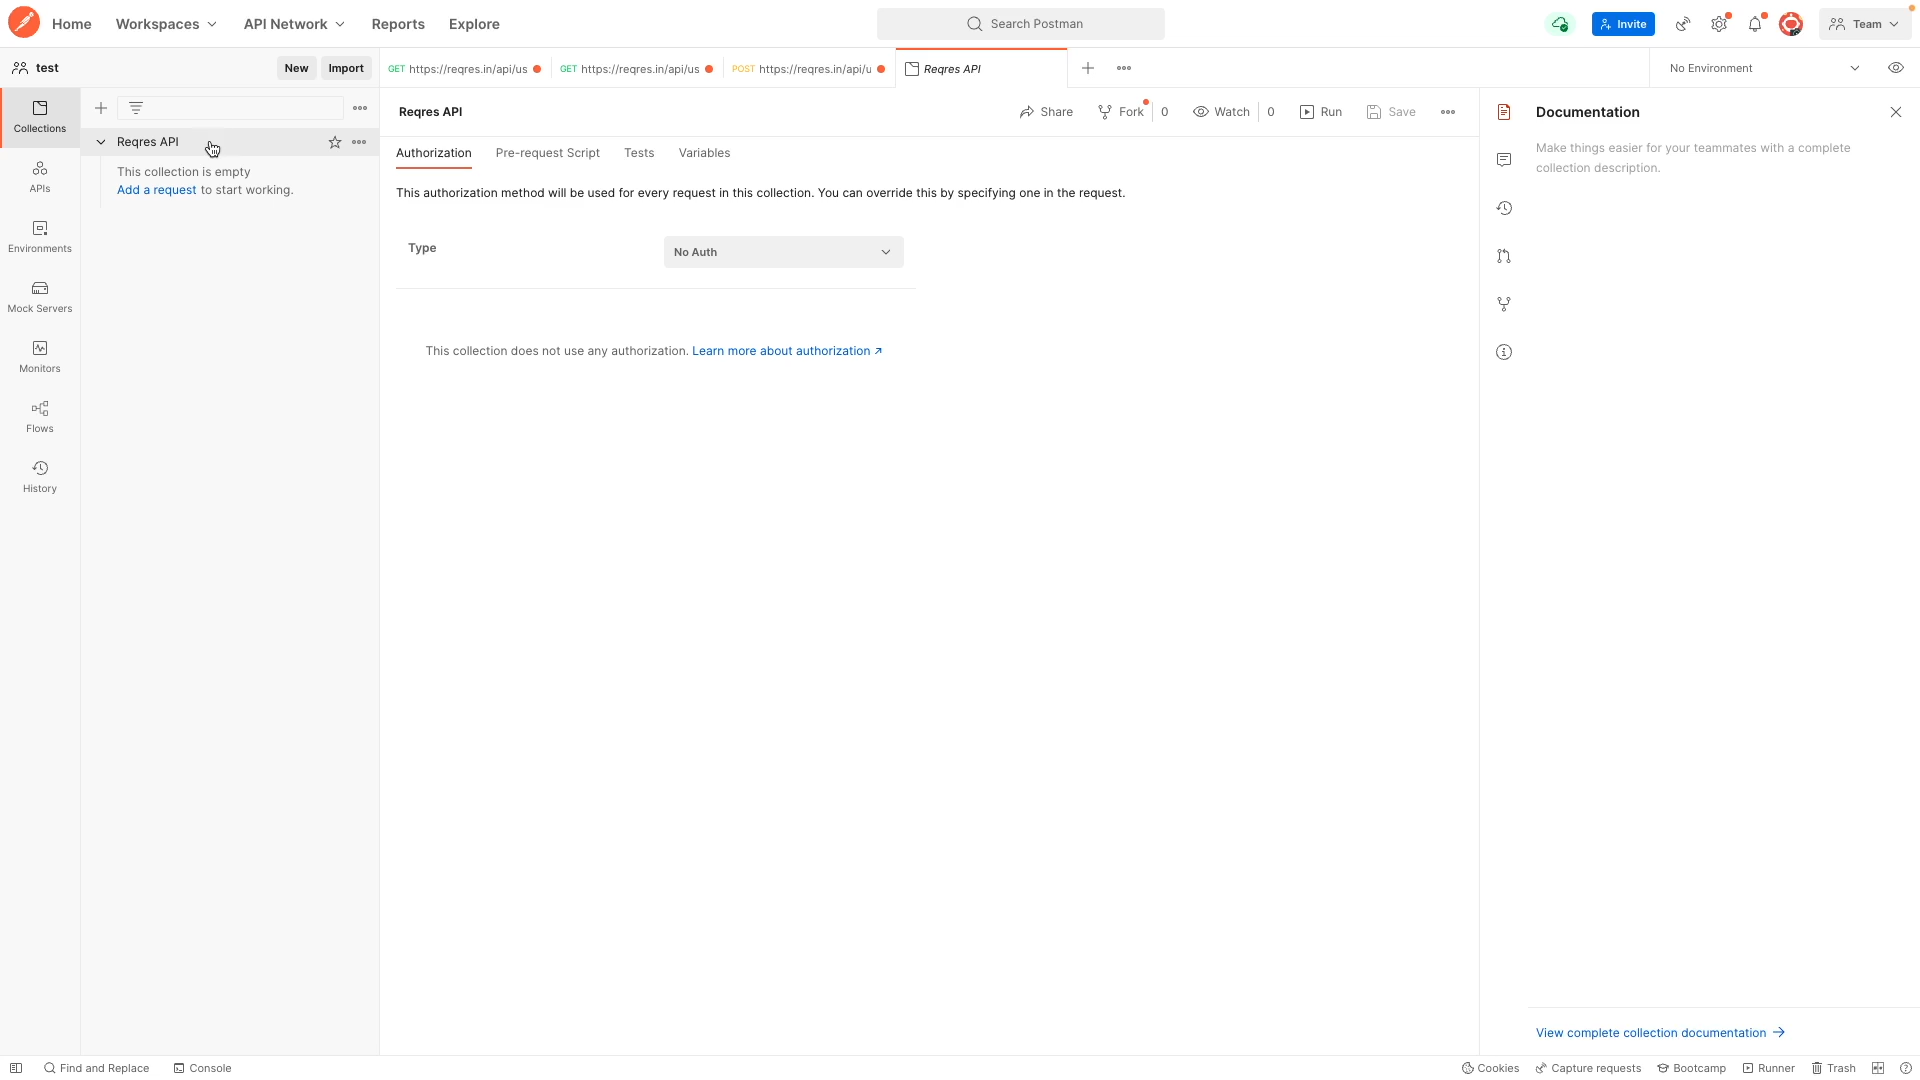 Home
Workspaces
API Network
Reports
Explore
Search Postman
Invite
Team
test
New
Import
GET https://reqres.in/api/us
GET https://reqres.in/api/us
POST https://reqres.in/api/u
Reqres API
No Environment
Collections
APIs
Environments
Mock Servers
Monitors
Flows
History
Reqres API
This collection is empty
Add a request to start working.
Reqres API
Share
Fork 0
Watch 0
Run
Save
Authorization
Pre-request Script
Tests
Variables
This authorization method will be used for every request in this collection. You can override this by specifying one in the request.
Type
No Auth
This collection does not use any authorization. Learn more about authorization ↗
Documentation
Make things easier for your teammates with a complete
collection description.
View complete collection documentation →
Find and Replace
Console
Cookies
Capture requests
Bootcamp
Runner
Trash